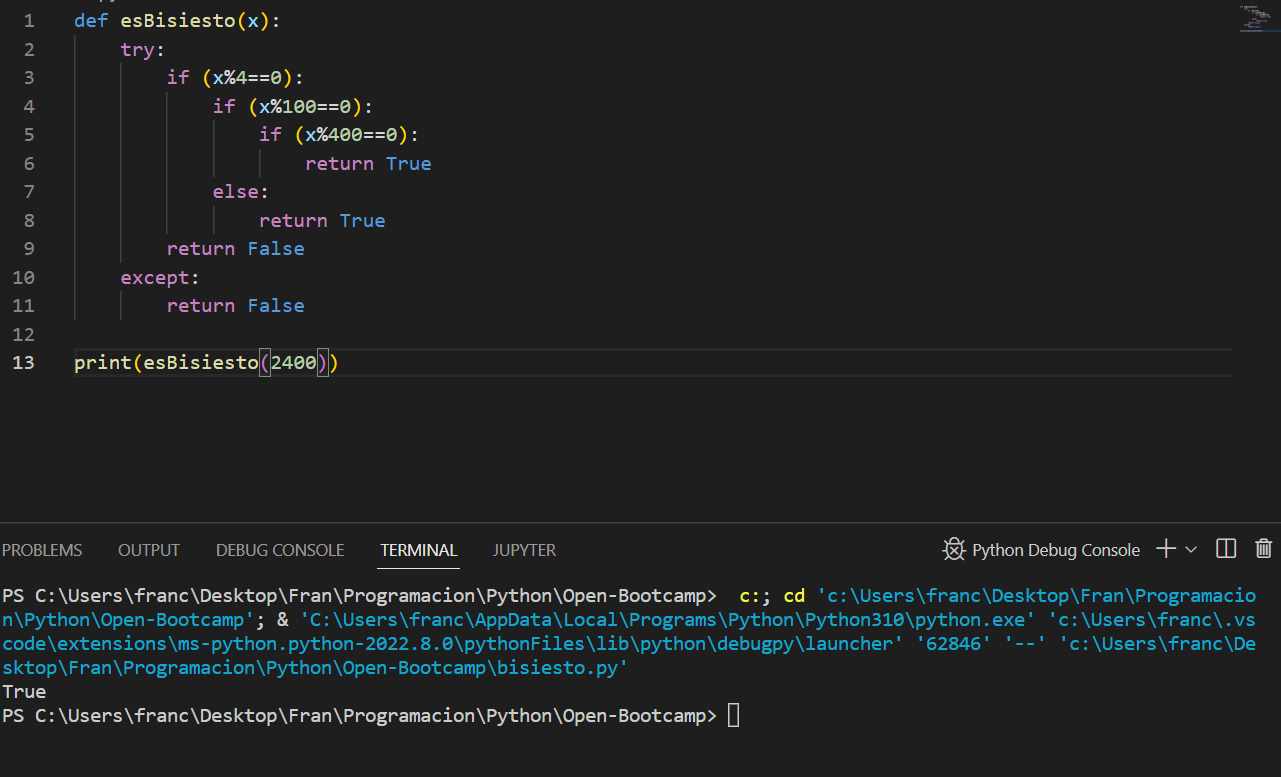 1 def esBisiesto(x):
2     try:
3         if (x%4==0):
4             if (x%100==0):
5                 if (x%400==0):
6                     return True
7             else:
8                 return True
9         return False
10     except:
11         return False
12
13 print(esBisiesto(2400))
PROBLEMS OUTPUT DEBUG CONSOLE TERMINAL JUPYTER Python Debug Console
PS C:\Users\franc\Desktop\Fran\Programacion\Python\Open-Bootcamp>  c:; cd 'c:\Users\franc\Desktop\Fran\Programacio
n\Python\Open-Bootcamp'; & 'C:\Users\franc\AppData\Local\Programs\Python\Python310\python.exe' 'c:\Users\franc\.vs
code\extensions\ms-python.python-2022.8.0\pythonFiles\lib\python\debugpy\launcher' '62846' '--' 'c:\Users\franc\De
sktop\Fran\Programacion\Python\Open-Bootcamp\bisiesto.py'
True
PS C:\Users\franc\Desktop\Fran\Programacion\Python\Open-Bootcamp>